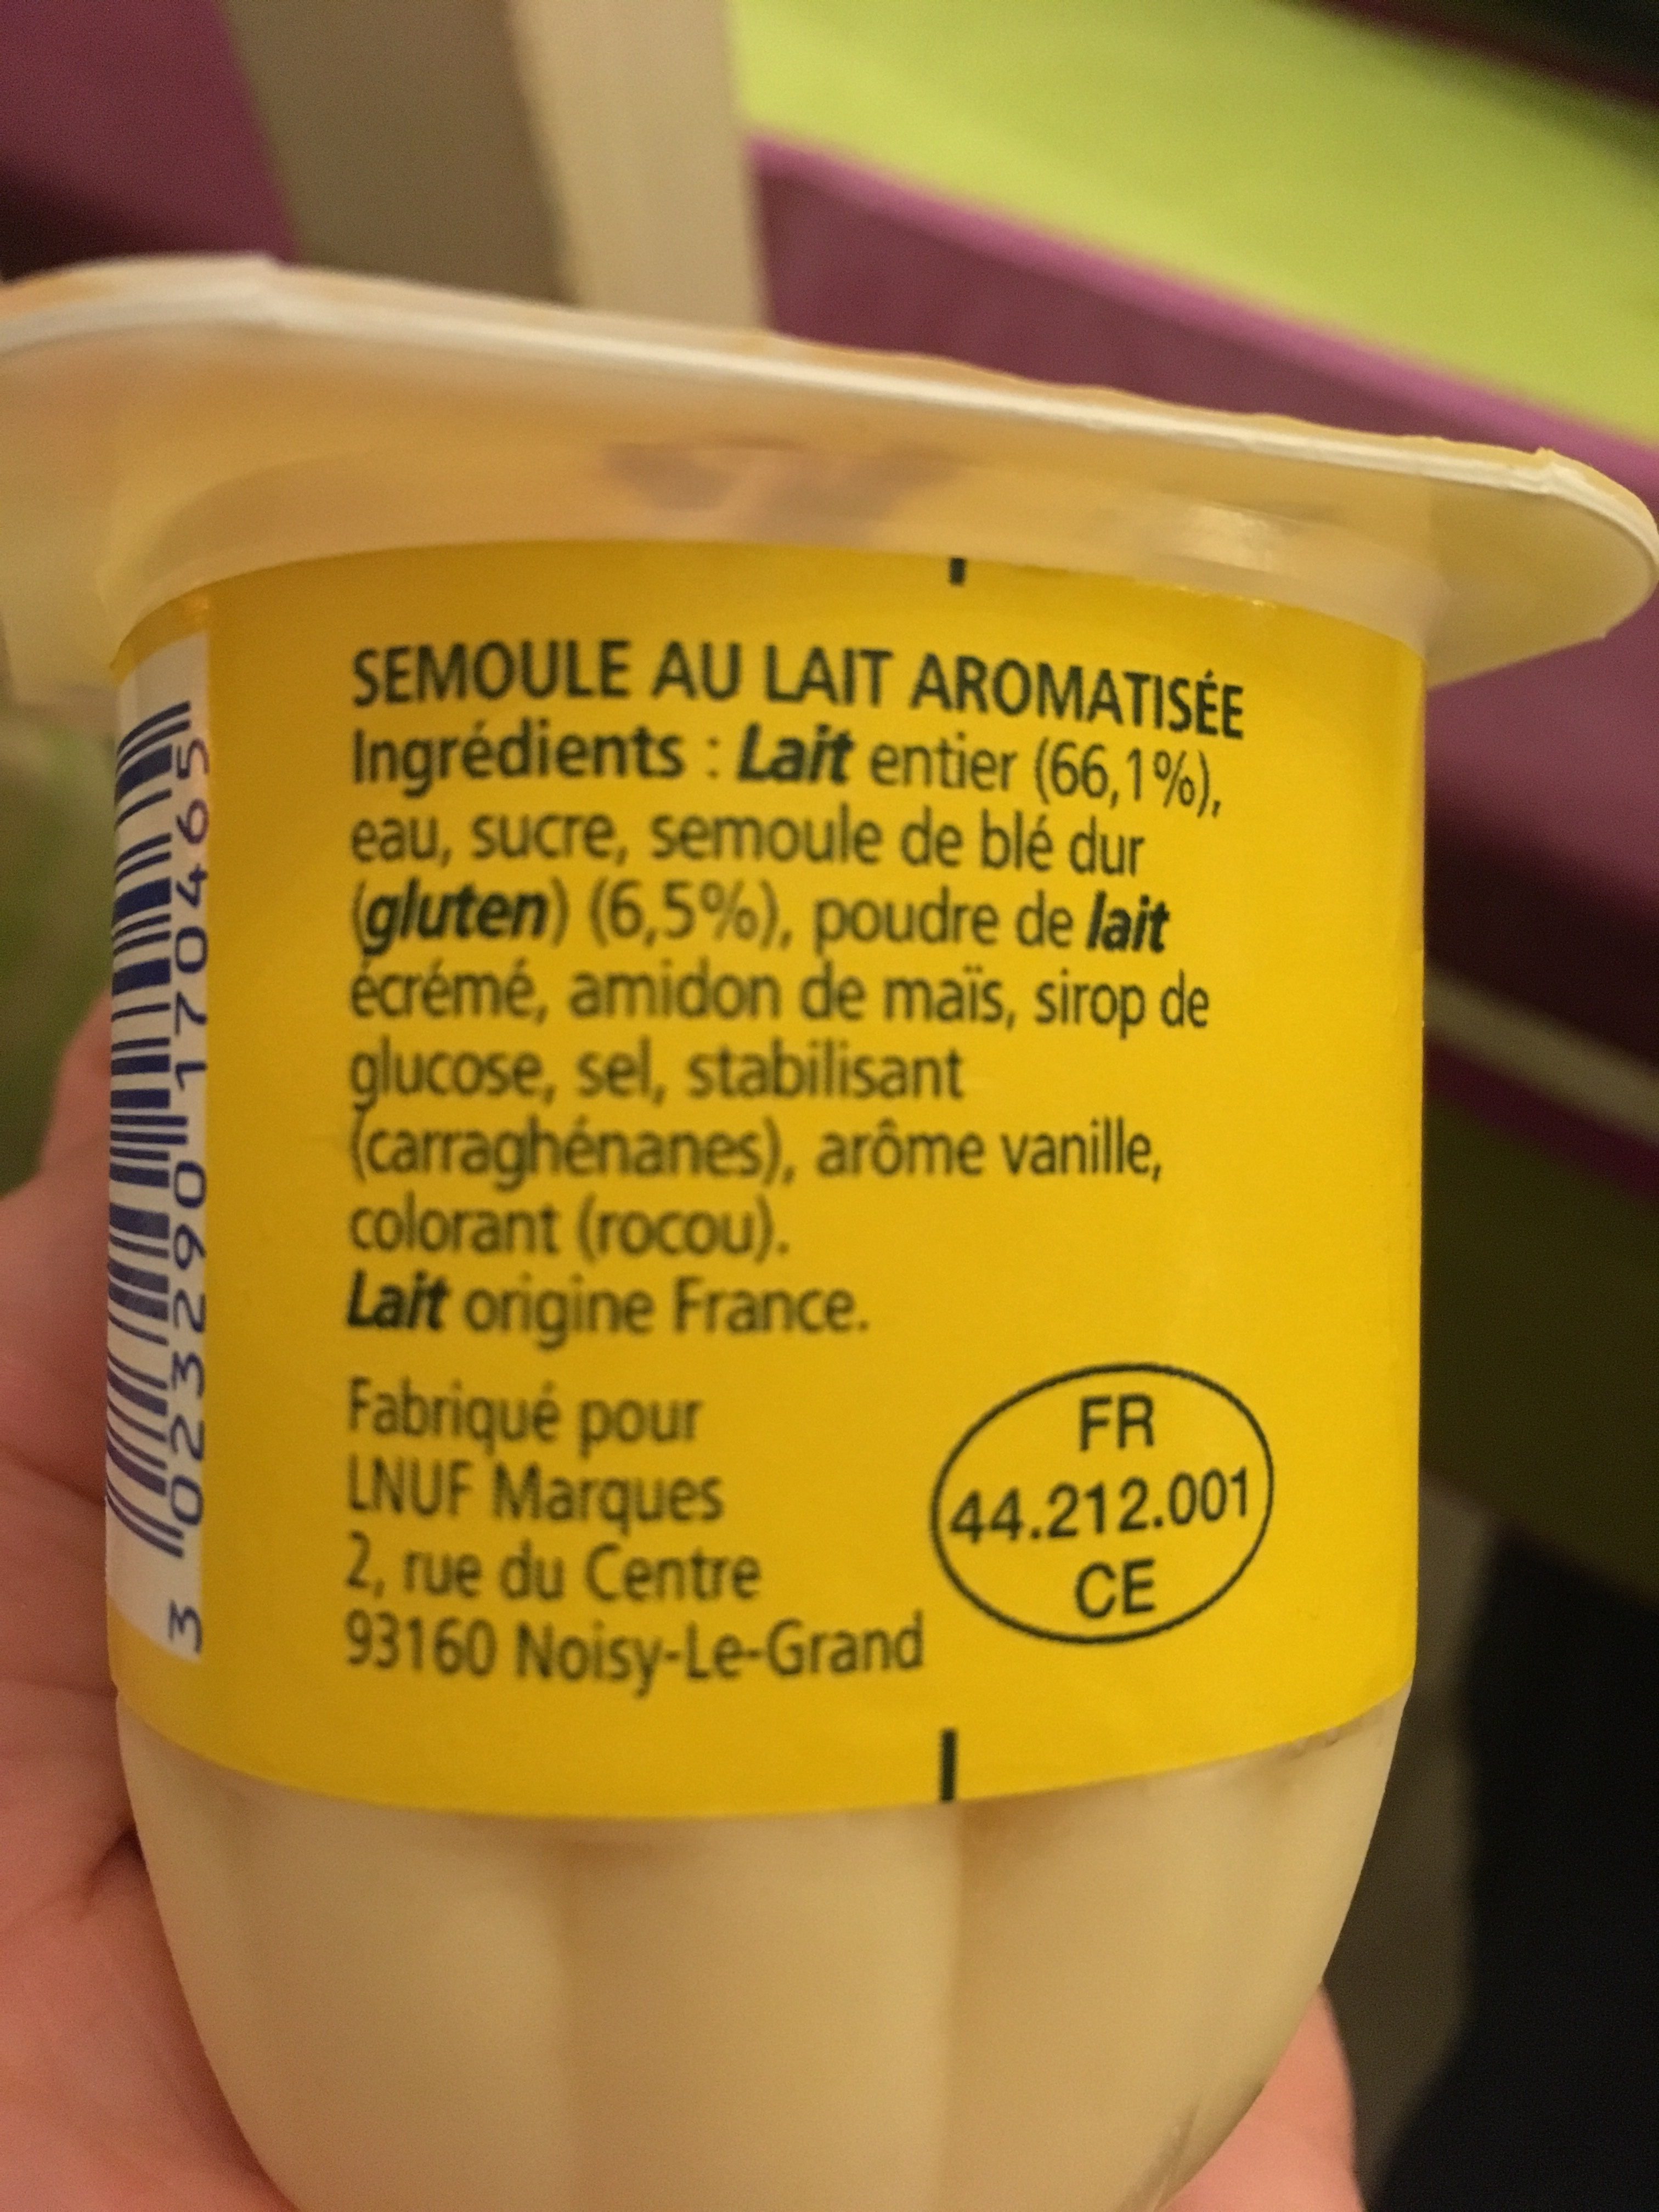 SEMOULE AU LAIT AROMATISÉE
Ingrédients : Lait entier (66,1%),
eau, sucre, semoule de blé dur
(gluten) (6,5%), poudre de lait
écrémé, amidon de maïs, sirop de
glucose, sel, stabilisant
(carraghénanes), arôme vanille,
colorant (rocou).
Lait origine France.
Fabriqué pour
LNUF Marques
2, rue du Centre
93160 Noisy-Le-Grand
FR
44.212.001
CE
3 023290 170465